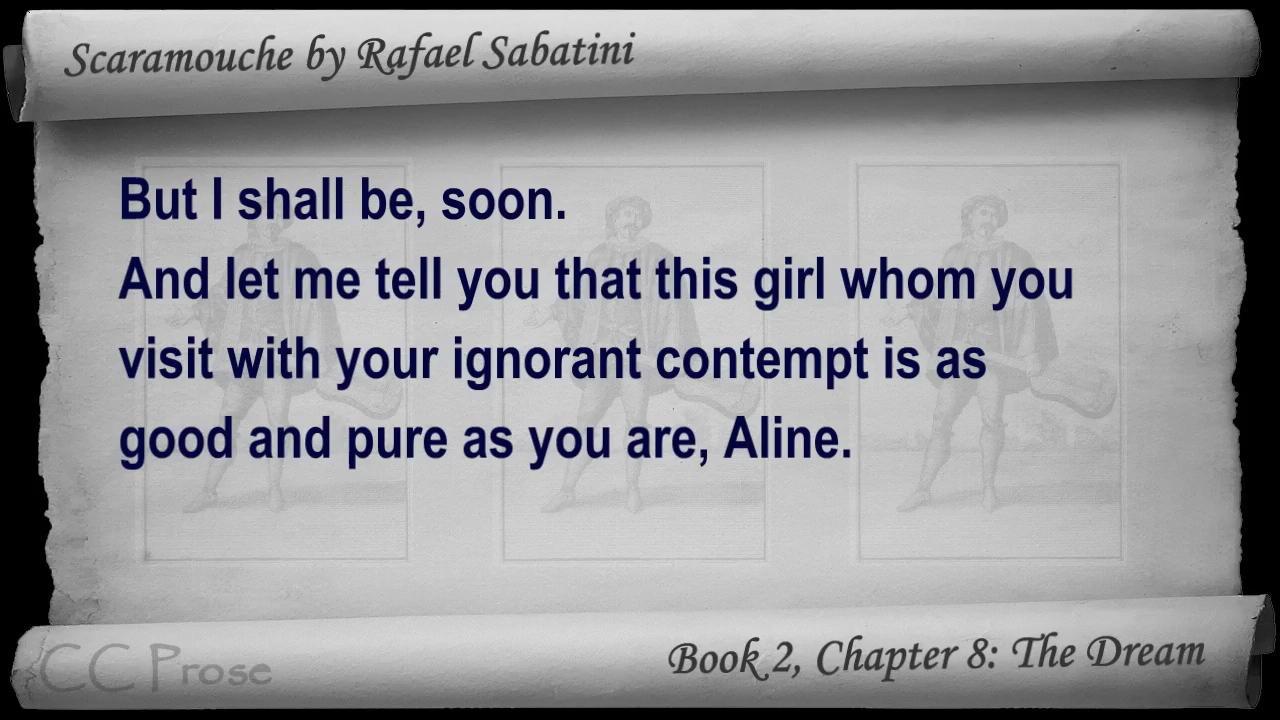 Scaramouche by Rafael Sabatini
But I shall be, soon.
And let me tell you that this girl whom you
visit with your ignorant contempt is as
good and pure as you are, Aline.
CC Prose
Book 2, Chapter 8: The Dream